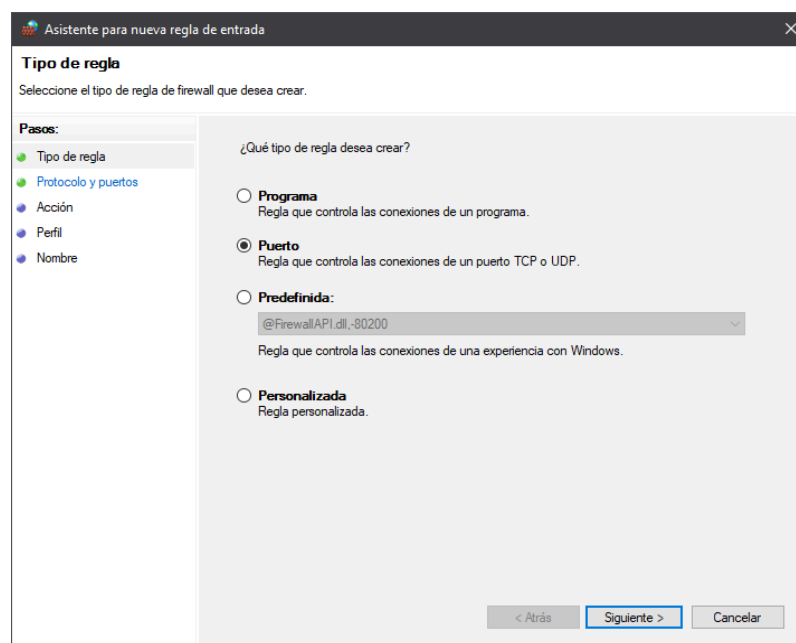 Asistente para nueva regla de entrada
Tipo de regla
Seleccione el tipo de regla de firewall que desea crear.
Pasos:
Tipo de regla
Protocolo y puertos
Acción
Perfil
Nombre
¿Qué tipo de regla desea crear?
Programa
Regla que controla las conexiones de un programa.
Puerto
Regla que controla las conexiones de un puerto TCP o UDP.
Predefinida:
@FirewallAPI.dll,-80200
Regla que controla las conexiones de una experiencia con Windows.
Personalizada
Regla personalizada.
< Atrás
Siguiente >
Cancelar